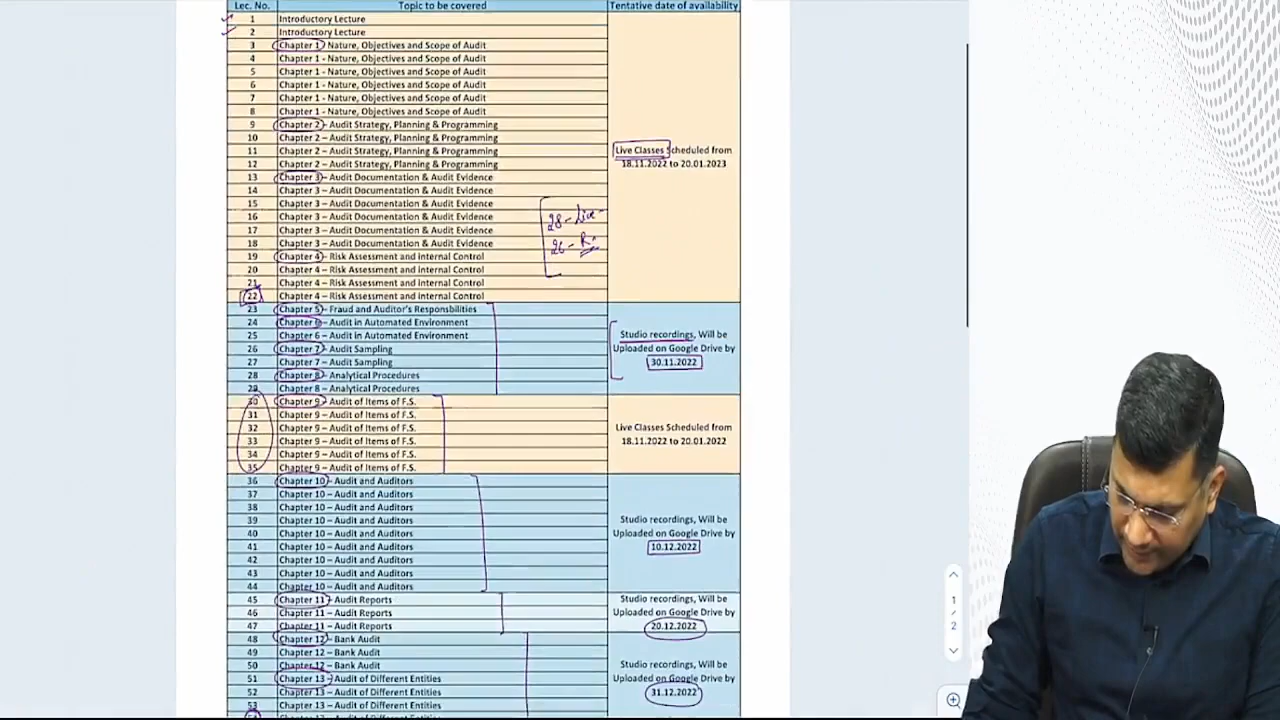 Lec. No. Topic to be covered Tentative date of availability
1 Introductory Lecture
2 Introductory Lecture
3 Chapter 1- Nature, Objectives and Scope of Audit
4 Chapter 1 - Nature, Objectives and Scope of Audit
5 Chapter 1 - Nature, Objectives and Scope of Audit
6 Chapter 1 - Nature, Objectives and Scope of Audit
7 Chapter 1 - Nature, Objectives and Scope of Audit
8 Chapter 1 - Nature, Objectives and Scope of Audit
9 Chapter 2 – Audit Strategy, Planning & Programming
10 Chapter 2 – Audit Strategy, Planning & Programming
11 Chapter 2 – Audit Strategy, Planning & Programming
12 Chapter 2 – Audit Strategy, Planning & Programming
Live Classes Scheduled from
18.11.2022 to 20.01.2023
13 Chapter 3 – Audit Documentation & Audit Evidence
14 Chapter 3 – Audit Documentation & Audit Evidence
15 Chapter 3 – Audit Documentation & Audit Evidence
16 Chapter 3 – Audit Documentation & Audit Evidence
17 Chapter 3 – Audit Documentation & Audit Evidence
18 Chapter 3 – Audit Documentation & Audit Evidence
28 - Live -
26 - R
19 Chapter 4 – Risk Assessment and Internal Control
20 Chapter 4 – Risk Assessment and Internal Control
21 Chapter 4 – Risk Assessment and Internal Control
22 Chapter 4 – Risk Assessment and Internal Control
23 Chapter 5 – Fraud and Auditor's Responsbilities
24 Chapter 6 – Audit in Automated Environment
25 Chapter 6 – Audit in Automated Environment
26 Chapter 7 – Audit Sampling
27 Chapter 7 – Audit Sampling
28 Chapter 8 – Analytical Procedures
29 Chapter 8 – Analytical Procedures
Studio recordings, Will be
Uploaded on Google Drive by
30.11.2022
30 Chapter 9 – Audit of Items of F.S.
31 Chapter 9 – Audit of Items of F.S.
32 Chapter 9 – Audit of Items of F.S.
33 Chapter 9 – Audit of Items of F.S.
34 Chapter 9 – Audit of Items of F.S.
35 Chapter 9 – Audit of Items of F.S.
Live Classes Scheduled from
18.11.2022 to 20.01.2022
36 Chapter 10 – Audit and Auditors
37 Chapter 10 – Audit and Auditors
38 Chapter 10 – Audit and Auditors
39 Chapter 10 – Audit and Auditors
40 Chapter 10 – Audit and Auditors
41 Chapter 10 – Audit and Auditors
42 Chapter 10 – Audit and Auditors
43 Chapter 10 – Audit and Auditors
44 Chapter 10 – Audit and Auditors
Studio recordings, Will be
Uploaded on Google Drive by
10.12.2022
45 Chapter 11 – Audit Reports
46 Chapter 11 – Audit Reports
47 Chapter 11 – Audit Reports
Studio recordings, Will be
Uploaded on Google Drive by
20.12.2022
48 Chapter 12 – Bank Audit
49 Chapter 12 – Bank Audit
50 Chapter 12 – Bank Audit
51 Chapter 13 – Audit of Different Entities
52 Chapter 13 – Audit of Different Entities
53 Chapter 13 – Audit of Different Entities
Studio recordings, Will be
Uploaded on Google Drive by
31.12.2022
1
/
2